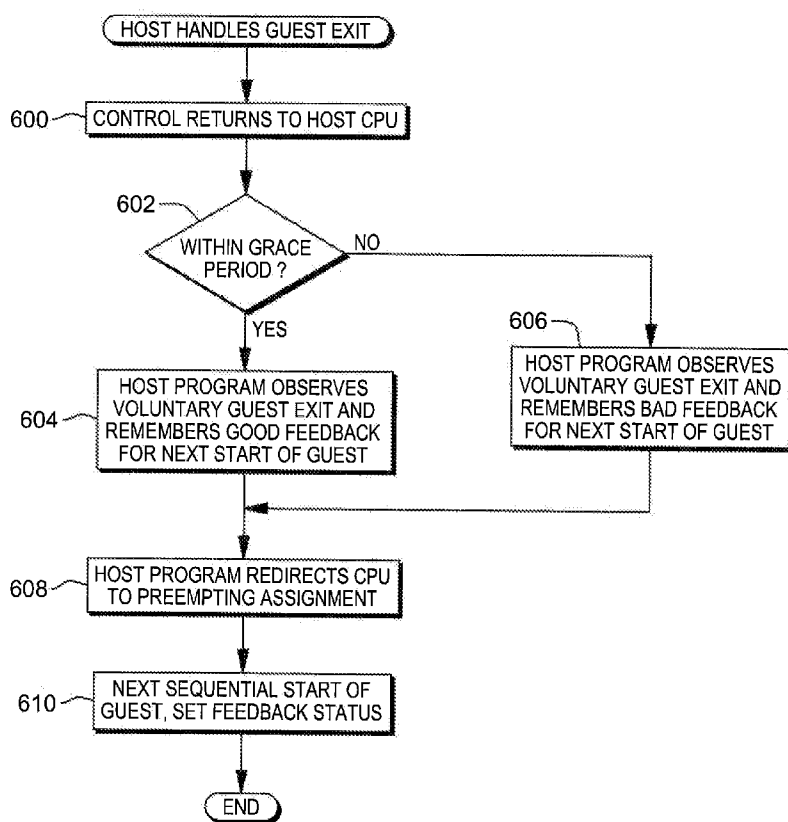 HOST HANDLES GUEST EXIT
600
CONTROL RETURNS TO HOST CPU
602
WITHIN GRACE
PERIOD ?
NO
YES
604
HOST PROGRAM OBSERVES
VOLUNTARY GUEST EXIT AND
REMEMBERS GOOD FEEDBACK
FOR NEXT START OF GUEST
606
HOST PROGRAM OBSERVES
VOLUNTARY GUEST EXIT AND
REMEMBERS BAD FEEDBACK
FOR NEXT START OF GUEST
608
HOST PROGRAM REDIRECTS CPU
TO PREEMPTING ASSIGNMENT
610
NEXT SEQUENTIAL START OF
GUEST, SET FEEDBACK STATUS
END